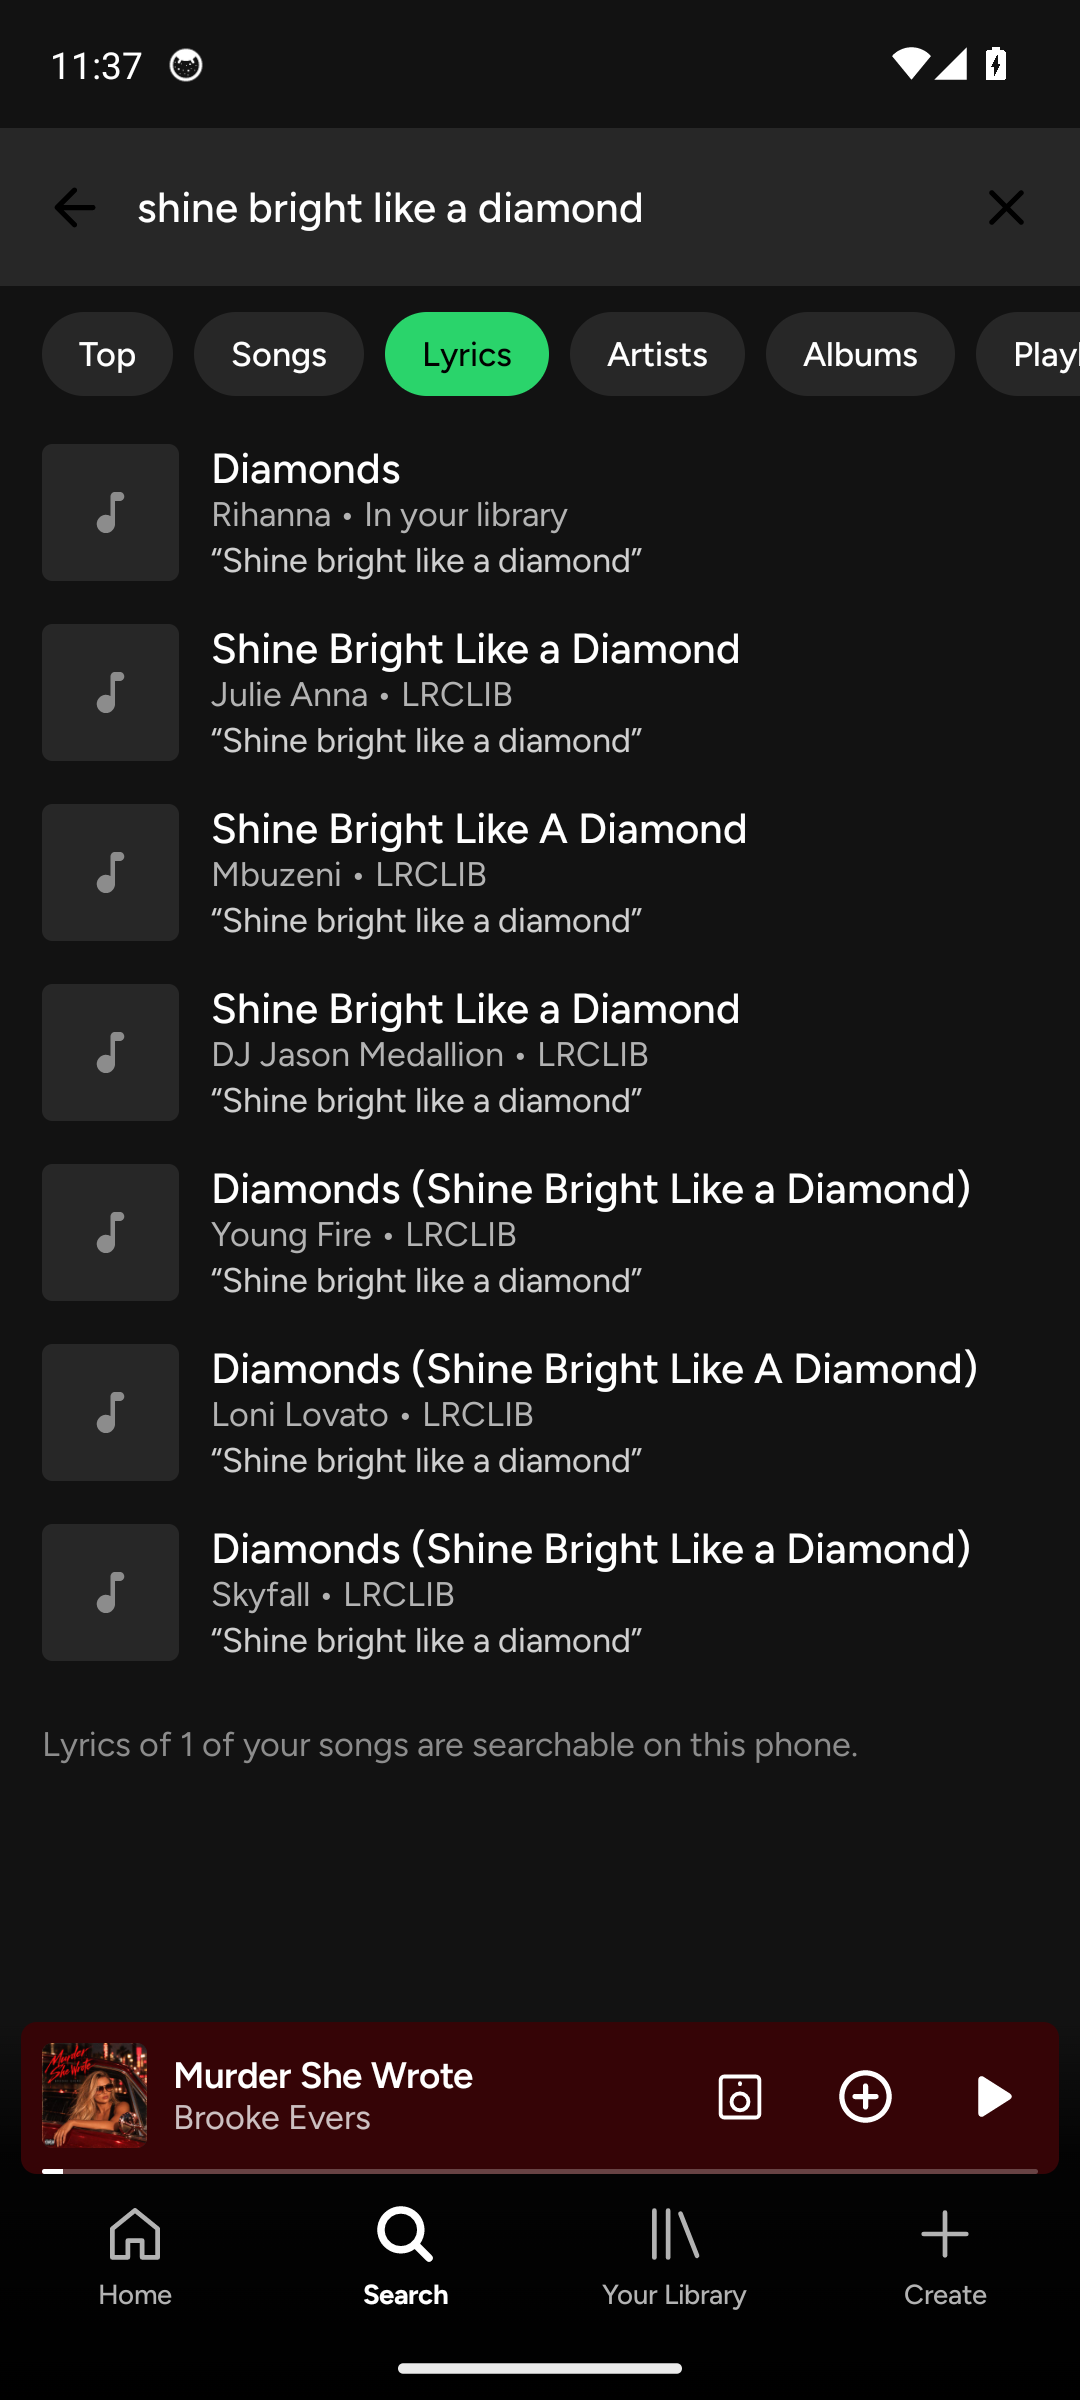 11:37
shine bright like a diamond
Top Songs Lyrics Artists Albums Playl
Diamonds
Rihanna • In your library
“Shine bright like a diamond”
Shine Bright Like a Diamond
Julie Anna • LRCLIB
“Shine bright like a diamond”
Shine Bright Like A Diamond
Mbuzeni • LRCLIB
“Shine bright like a diamond”
Shine Bright Like a Diamond
DJ Jason Medallion • LRCLIB
“Shine bright like a diamond”
Diamonds (Shine Bright Like a Diamond)
Young Fire • LRCLIB
“Shine bright like a diamond”
Diamonds (Shine Bright Like A Diamond)
Loni Lovato • LRCLIB
“Shine bright like a diamond”
Diamonds (Shine Bright Like a Diamond)
Skyfall • LRCLIB
“Shine bright like a diamond”
Lyrics of 1 of your songs are searchable on this phone.
Murder She Wrote
Murder She Wrote
Brooke Evers
Home Search Your Library Create